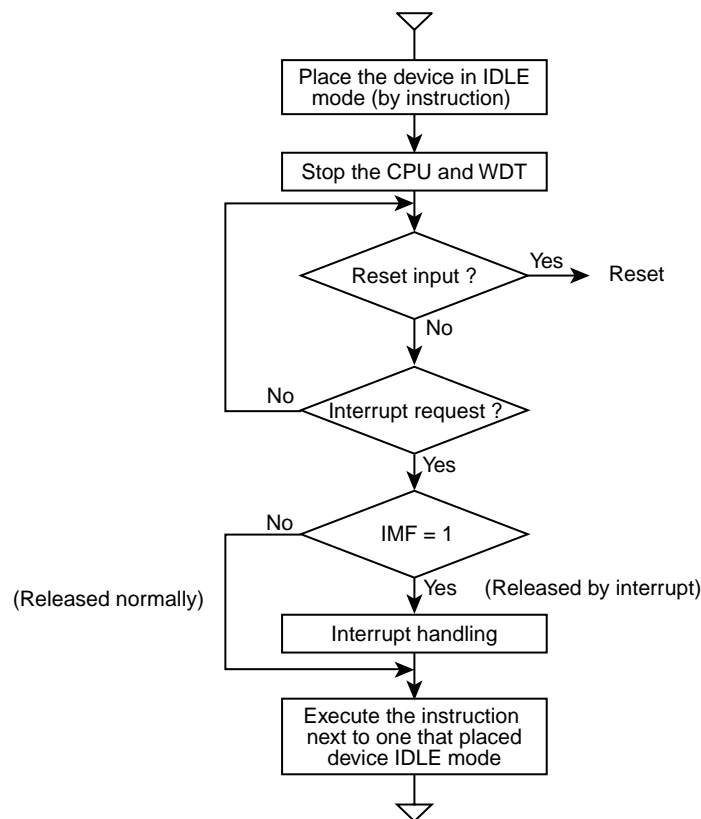 Place the device in IDLE
mode (by instruction)
Stop the CPU and WDT
Reset input ?
Yes
Reset
No
No
Interrupt request ?
Yes
No
IMF = 1
(Released normally)
Yes
(Released by interrupt)
Interrupt handling
Execute the instruction
next to one that placed
device IDLE mode